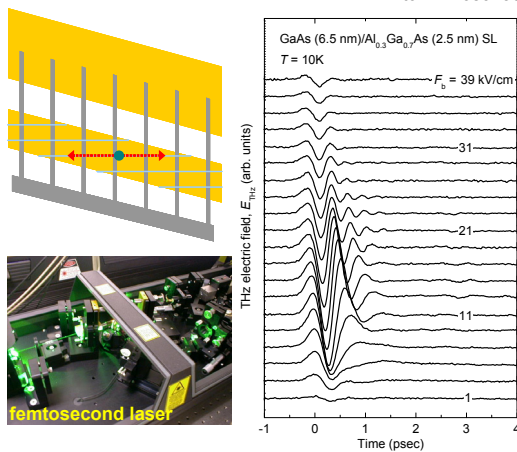 GaAs (6.5 nm)/Al0.3Ga0.7As (2.5 nm) SL
T = 10K
Fb = 39 kV/cm
31
21
11
1
THz electric field, ETHz (arb. units)
-1 0 1 2 3 4
Time (psec)
femtosecond laser